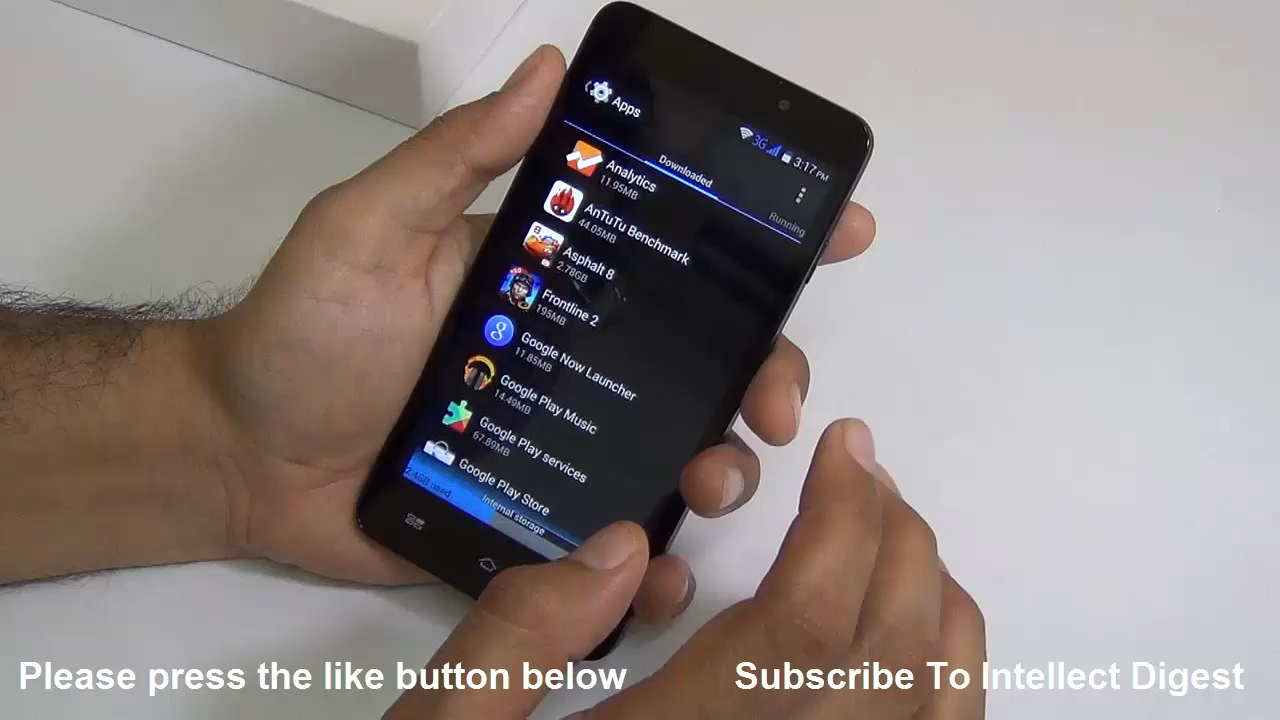 Apps
3G 3:17PM
Downloaded
Running
Analytics
11.95MB
AnTuTu Benchmark
44.05MB
Asphalt 8
2.78GB
Frontline 2
195MB
Google Now Launcher
11.85MB
Google Play Music
14.49MB
Google Play services
67.89MB
Google Play Store
Internal storage
2.4GB used
Please press the like button below
Subscribe To Intellect Digest